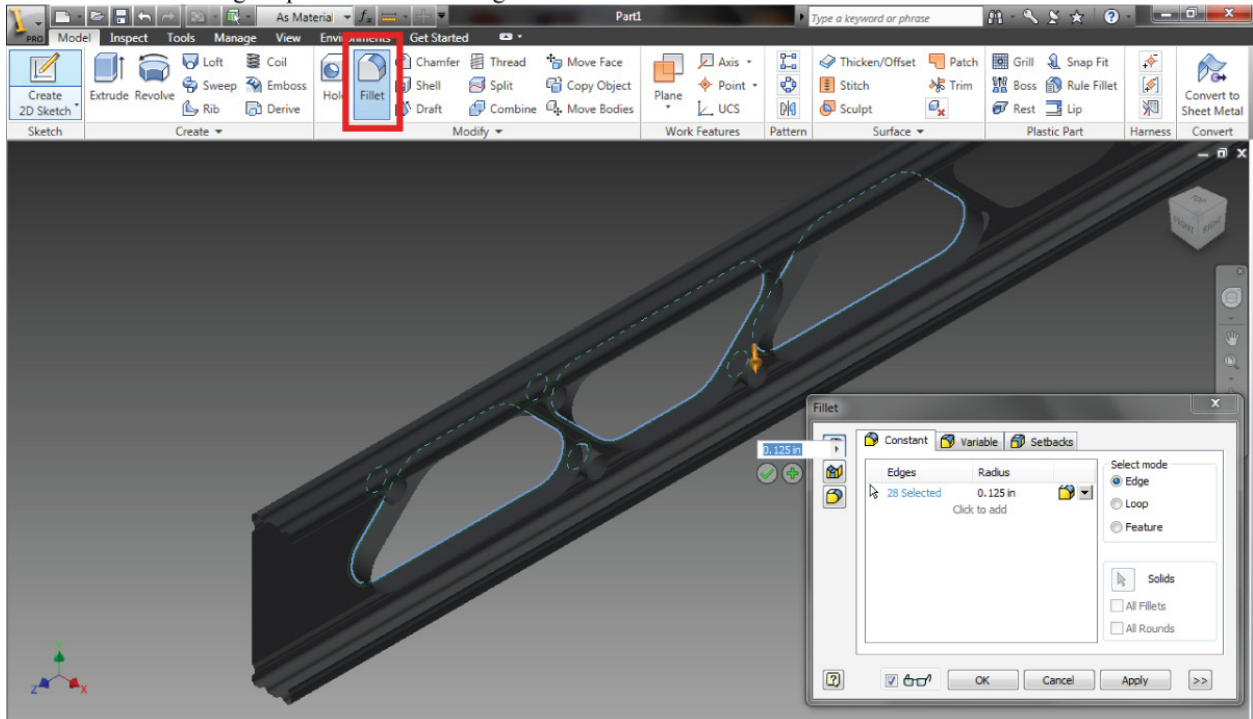 As Material
Part1
Type a keyword or phrase
PRO
Model Inspect Tools Manage View Environments Get Started
Create
2D Sketch
Extrude Revolve
Loft
Sweep
Rib
Coil
Emboss
Derive
Hole
Fillet
Chamfer
Shell
Draft
Thread
Split
Combine
Move Face
Copy Object
Move Bodies
Plane
Axis
Point
UCS
Thicken/Offset
Stitch
Sculpt
Patch
Trim
Grill
Boss
Rest
Snap Fit
Rule Fillet
Lip
Convert to
Sheet Metal
Sketch Create Modify Work Features Pattern Surface Plastic Part Harness Convert
TOP
FRONT RIGHT
Fillet
0.125 in
Constant Variable Setbacks
Edges Radius
28 Selected 0.125 in
Click to add
Select mode
Edge
Loop
Feature
Solids
All Fillets
All Rounds
OK Cancel Apply >>
Y
Z X